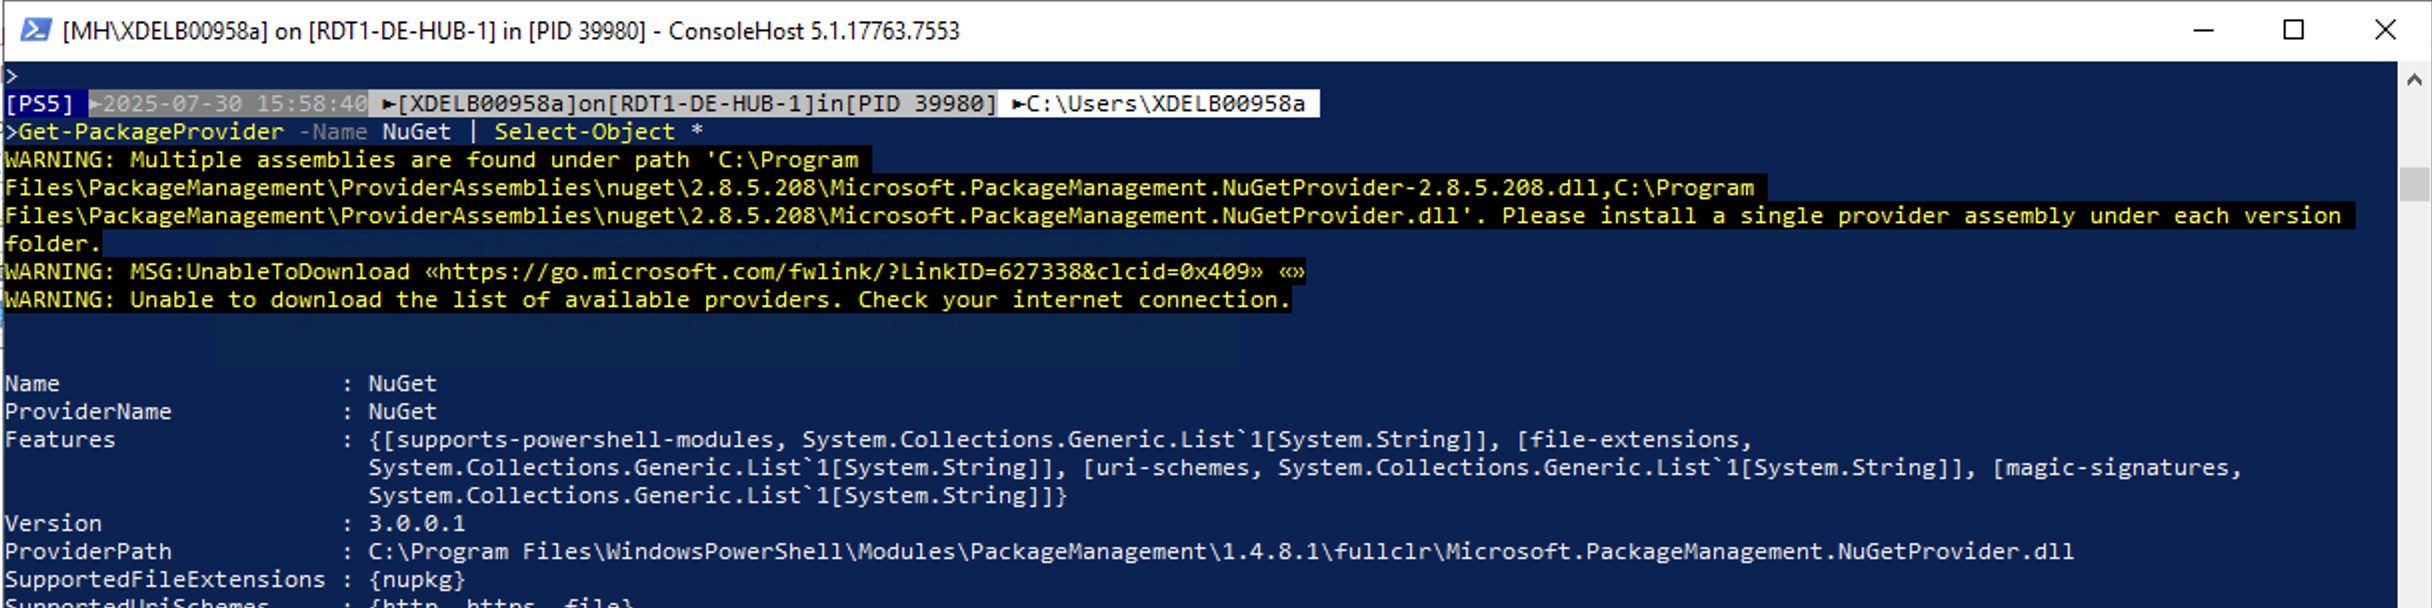 [MH\XDELB00958a] on [RDT1-DE-HUB-1] in [PID 39980] - ConsoleHost 5.1.17763.7553
>
[PS5] ►2025-07-30 15:58:40 ►[XDELB00958a]on[RDT1-DE-HUB-1]in[PID 39980] ►C:\Users\XDELB00958a
>Get-PackageProvider -Name NuGet | Select-Object *
WARNING: Multiple assemblies are found under path 'C:\Program
Files\PackageManagement\ProviderAssemblies\nuget\2.8.5.208\Microsoft.PackageManagement.NuGetProvider-2.8.5.208.dll,C:\Program
Files\PackageManagement\ProviderAssemblies\nuget\2.8.5.208\Microsoft.PackageManagement.NuGetProvider.dll'. Please install a single provider assembly under each version
folder.
WARNING: MSG:UnableToDownload «https://go.microsoft.com/fwlink/?LinkID=627338&clcid=0x409» «»
WARNING: Unable to download the list of available providers. Check your internet connection.
Name : NuGet
ProviderName : NuGet
Features : {[supports-powershell-modules, System.Collections.Generic.List`1[System.String]], [file-extensions,
System.Collections.Generic.List`1[System.String]], [uri-schemes, System.Collections.Generic.List`1[System.String]], [magic-signatures,
System.Collections.Generic.List`1[System.String]]}
Version : 3.0.0.1
ProviderPath : C:\Program Files\WindowsPowerShell\Modules\PackageManagement\1.4.8.1\fullclr\Microsoft.PackageManagement.NuGetProvider.dll
SupportedFileExtensions : {nupkg}
SupportedUriSchemes : {http, https, file}